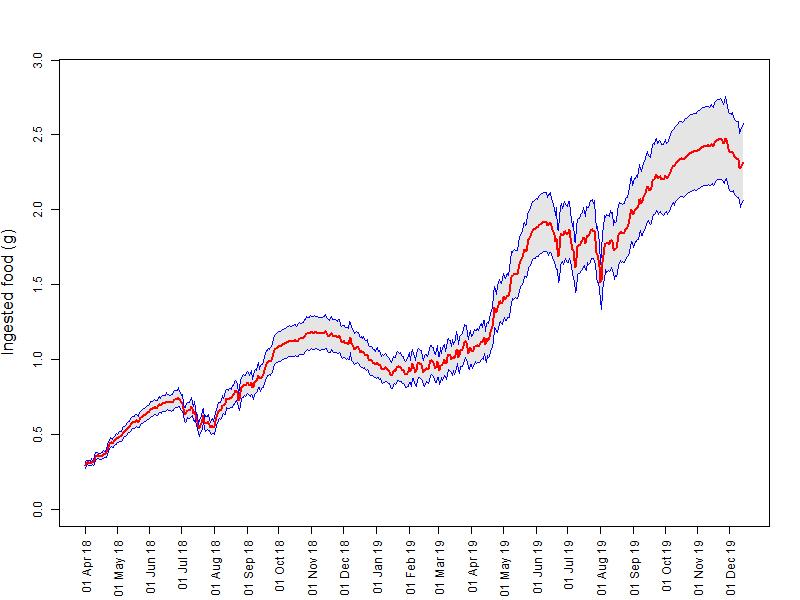 Ingested food (g)
3.0
2.5
2.0
1.5
1.0
0.5
0.0
01 Apr 18
01 May 18
01 Jun 18
01 Jul 18
01 Aug 18
01 Sep 18
01 Oct 18
01 Nov 18
01 Dec 18
01 Jan 19
01 Feb 19
01 Mar 19
01 Apr 19
01 May 19
01 Jun 19
01 Jul 19
01 Aug 19
01 Sep 19
01 Oct 19
01 Nov 19
01 Dec 19